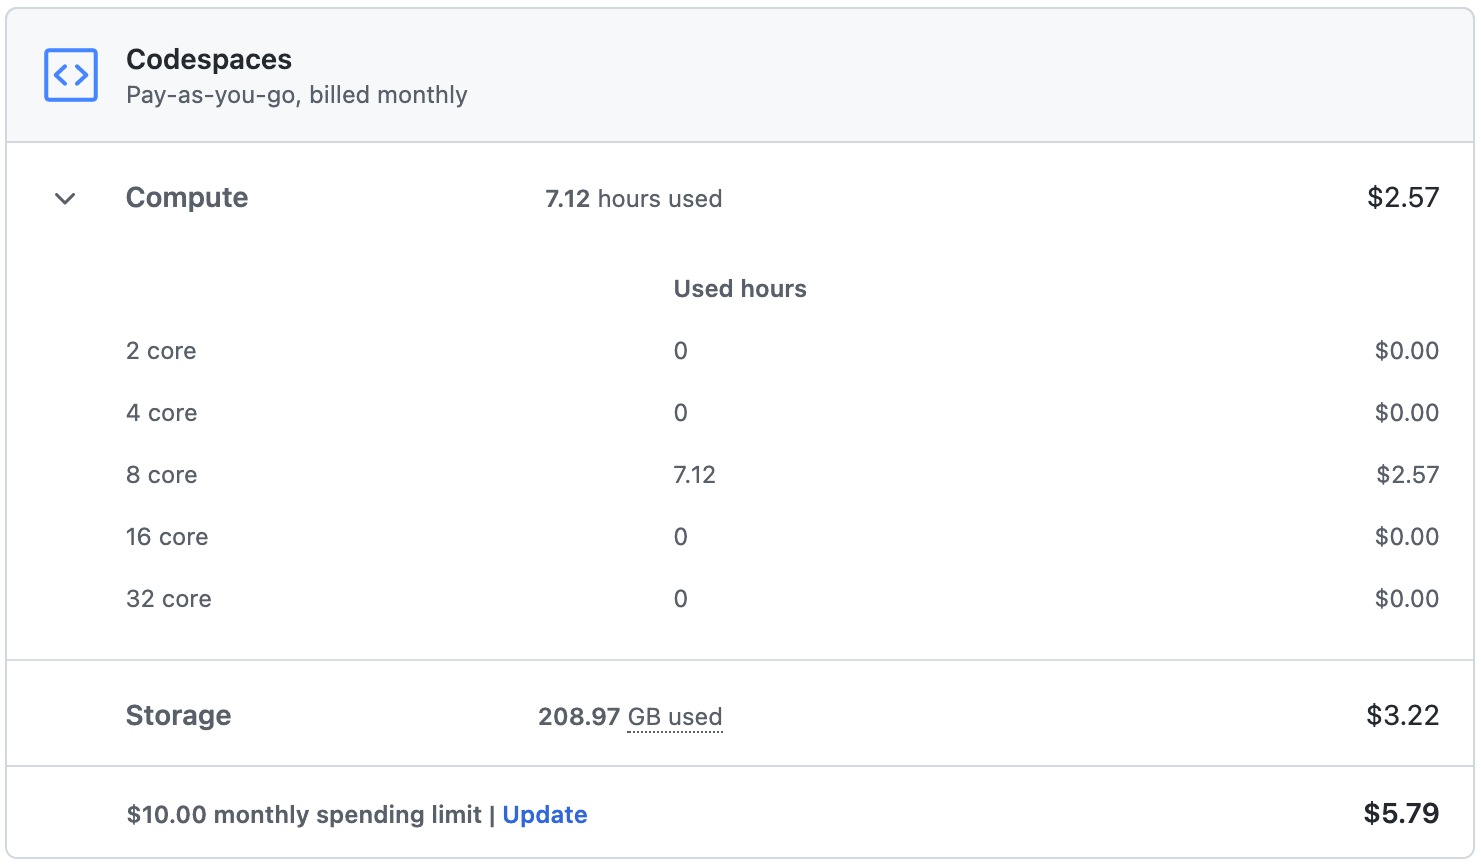 Codespaces
Pay-as-you-go, billed monthly
Compute 7.12 hours used $2.57
Used hours
2 core 0 $0.00
4 core 0 $0.00
8 core 7.12 $2.57
16 core 0 $0.00
32 core 0 $0.00
Storage 208.97 GB used $3.22
$10.00 monthly spending limit | Update $5.79